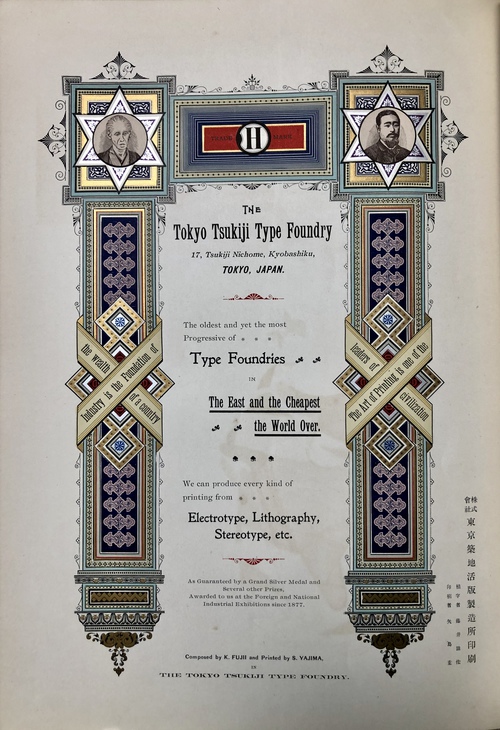 TRADE H MARK
THE
Tokyo Tsukiji Type Foundry
17, Tsukiji Nichome, Kyobashiku,
TOKYO, JAPAN.
The oldest and yet the most
Progressive of
Type Foundries
IN
The East and the Cheapest
the World Over.
We can produce every kind of
printing from
Electrotype, Lithography,
Stereotype, etc.
As Guaranteed by a Grand Silver Medal and
Several other Prizes,
Awarded to us at the Foreign and National
Industrial Exhibitions since 1877.
Composed by K. FUJII and Printed by S. YAJIMA,
IN
THE TOKYO TSUKIJI TYPE FOUNDRY.
the wealth
Industry is the Foundation of
of a country
leaders of
The Art of Printing is one of the
civilization
株式會社
東京築地活版製造所印刷